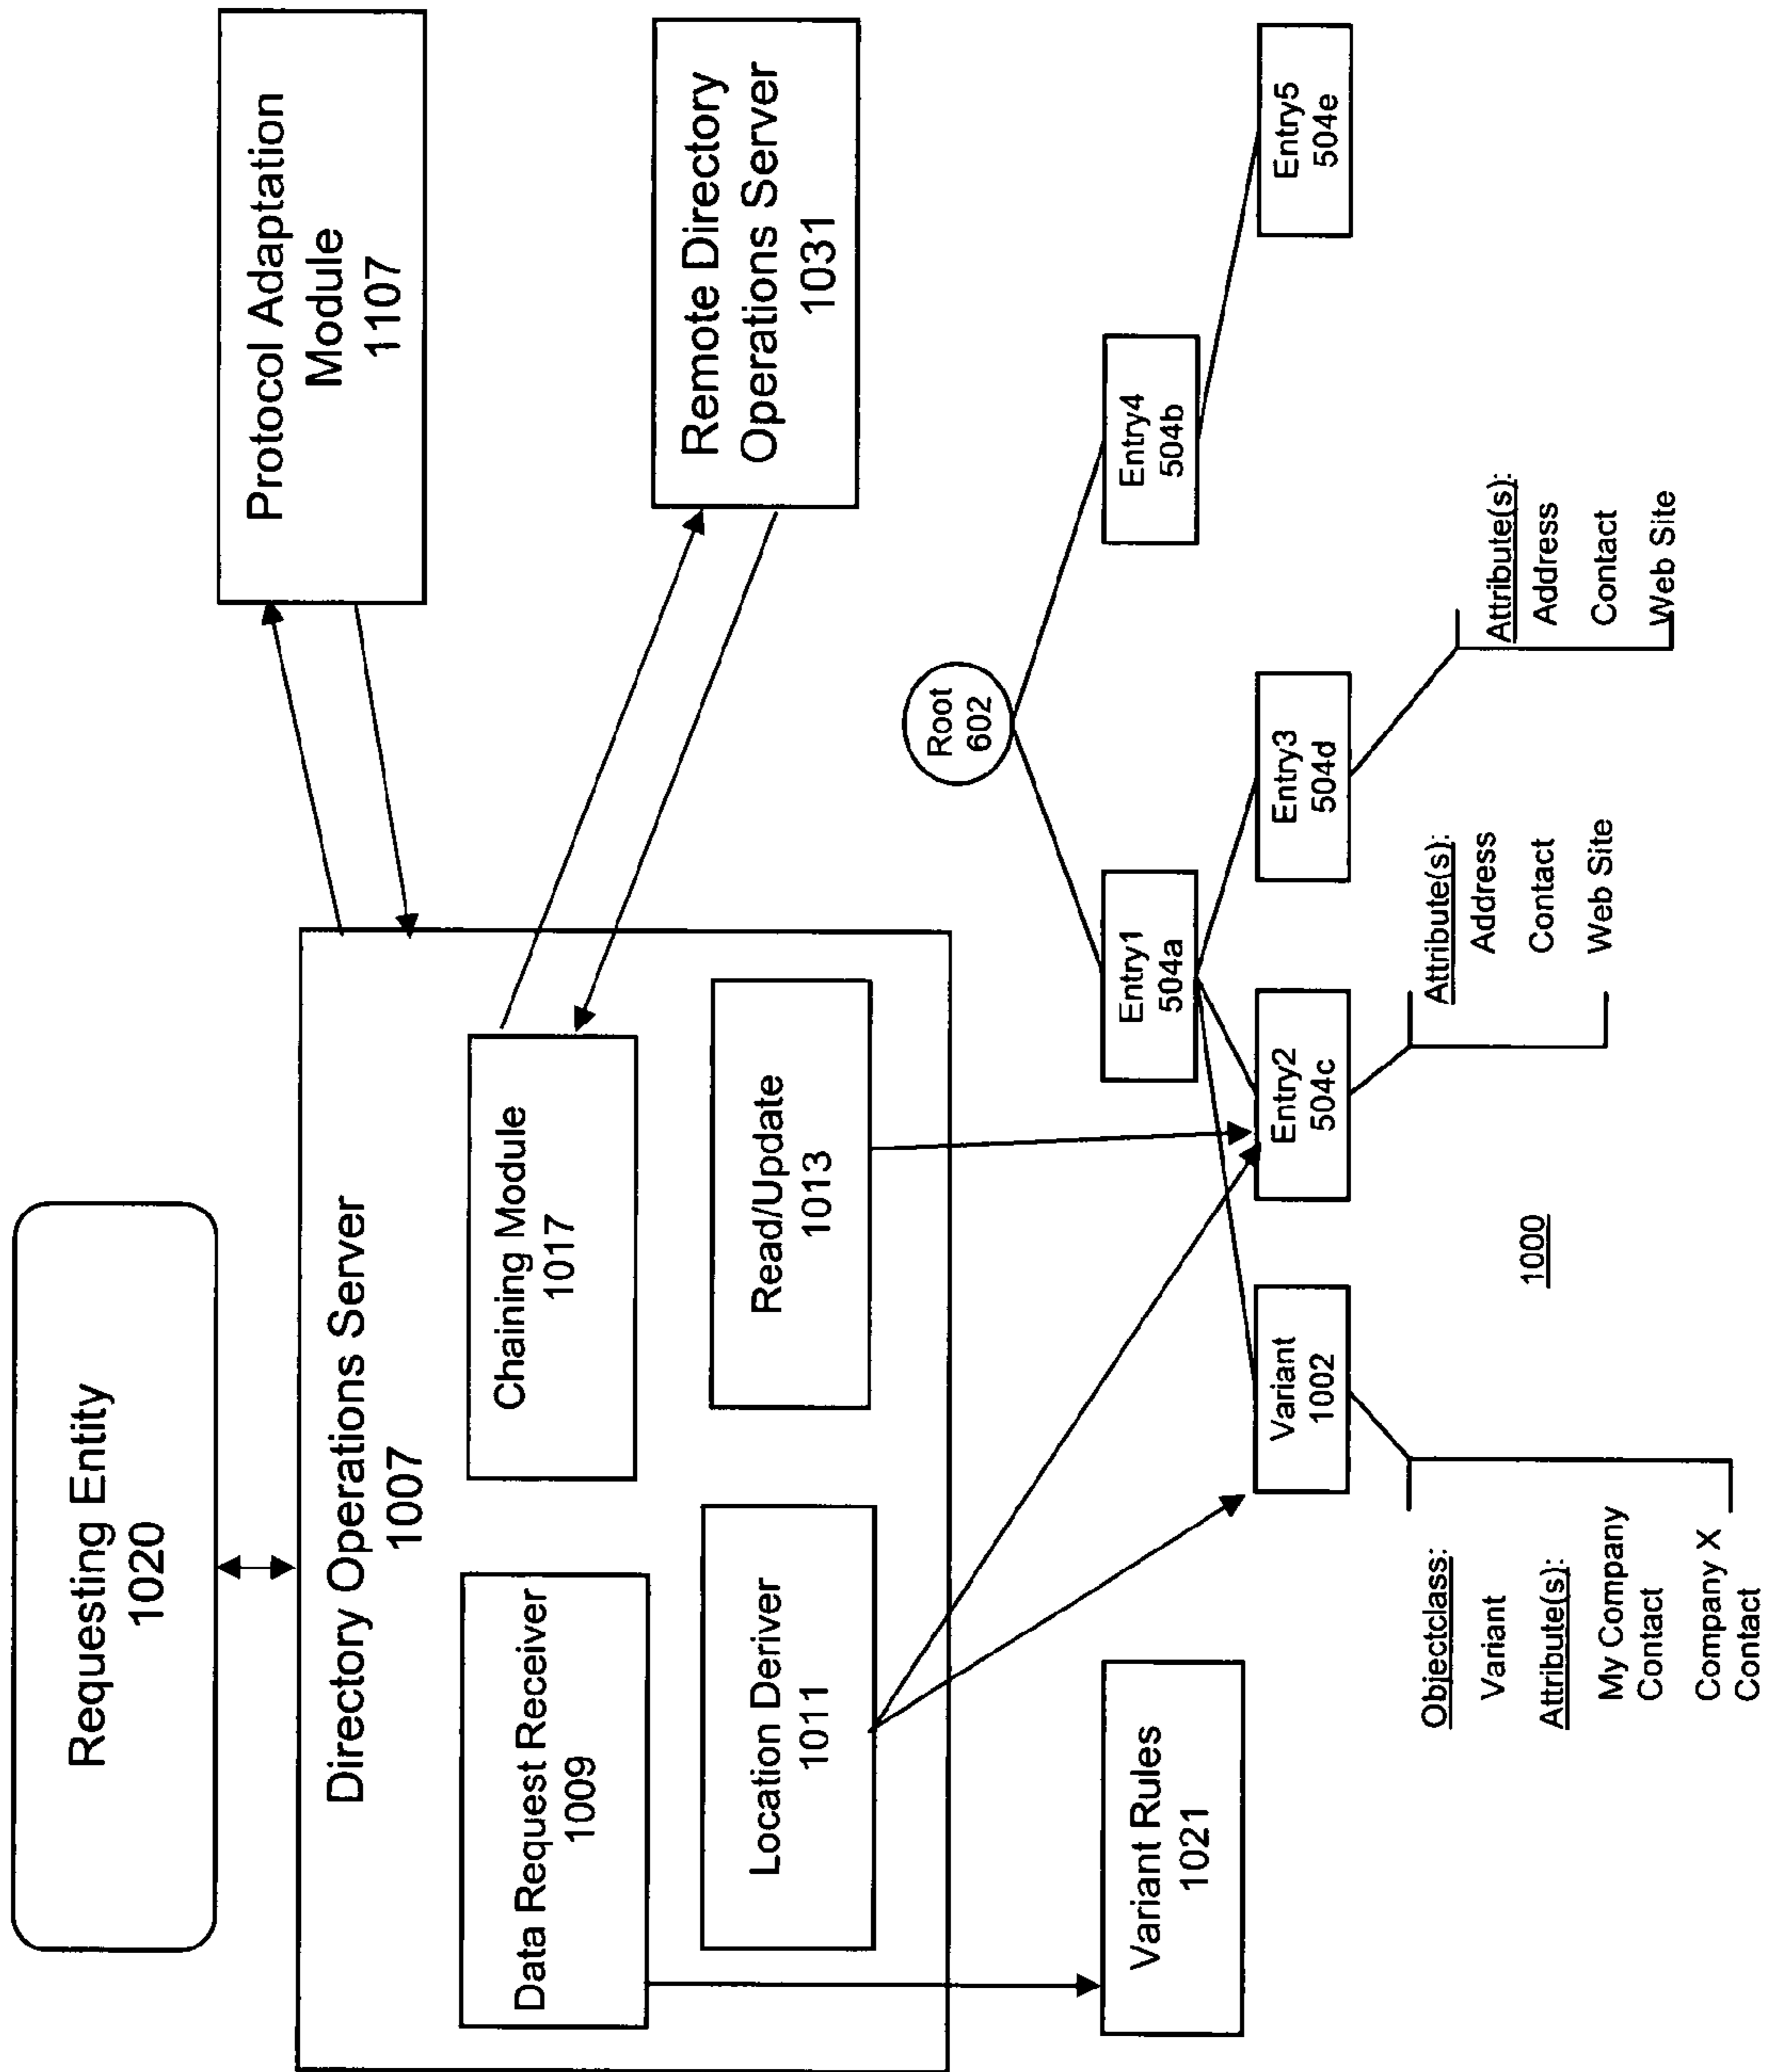 Requesting Entity
1020
Directory Operations Server
1007
Protocol Adaptation
Module
1107
Data Request Receiver
1009
Chaining Module
1017
Location Deriver
1011
Read/Update
1013
Remote Directory
Operations Server
1031
Root
602
Variant Rules
1021
Entry1
504a
Entry4
504b
Variant
1002
Entry2
504c
Entry3
504d
Entry5
504e
Objectclass:
Variant
Attribute(s):
My Company
Contact
Company X
Contact
Attribute(s):
Address
Contact
Web Site
Attribute(s):
Address
Contact
Web Site
1000